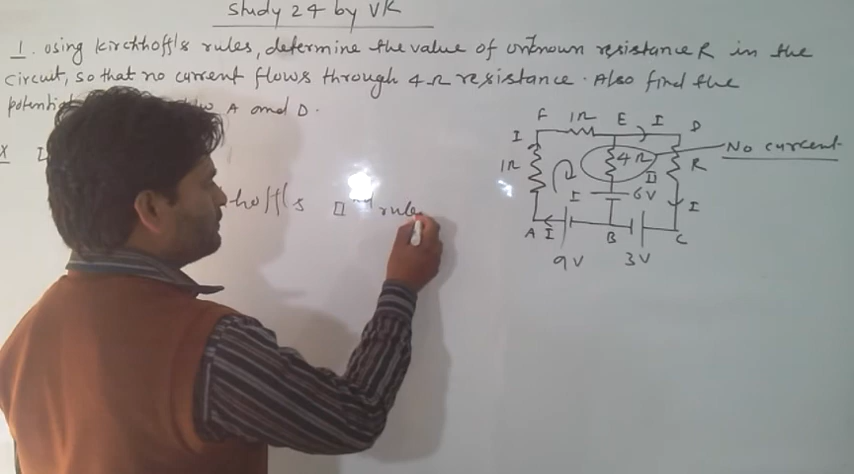 Study 24 by VK
1. Using Kirchhoff's rules, determine the value of unknown resistance R in the
circuit, so that no current flows through 4Ω resistance. Also find the
A and D.
X I
hoff's IInd rule
F 1Ω E I D
I
1Ω
4Ω
R
No current
I
II
6V
I
A I B C
9V 3V